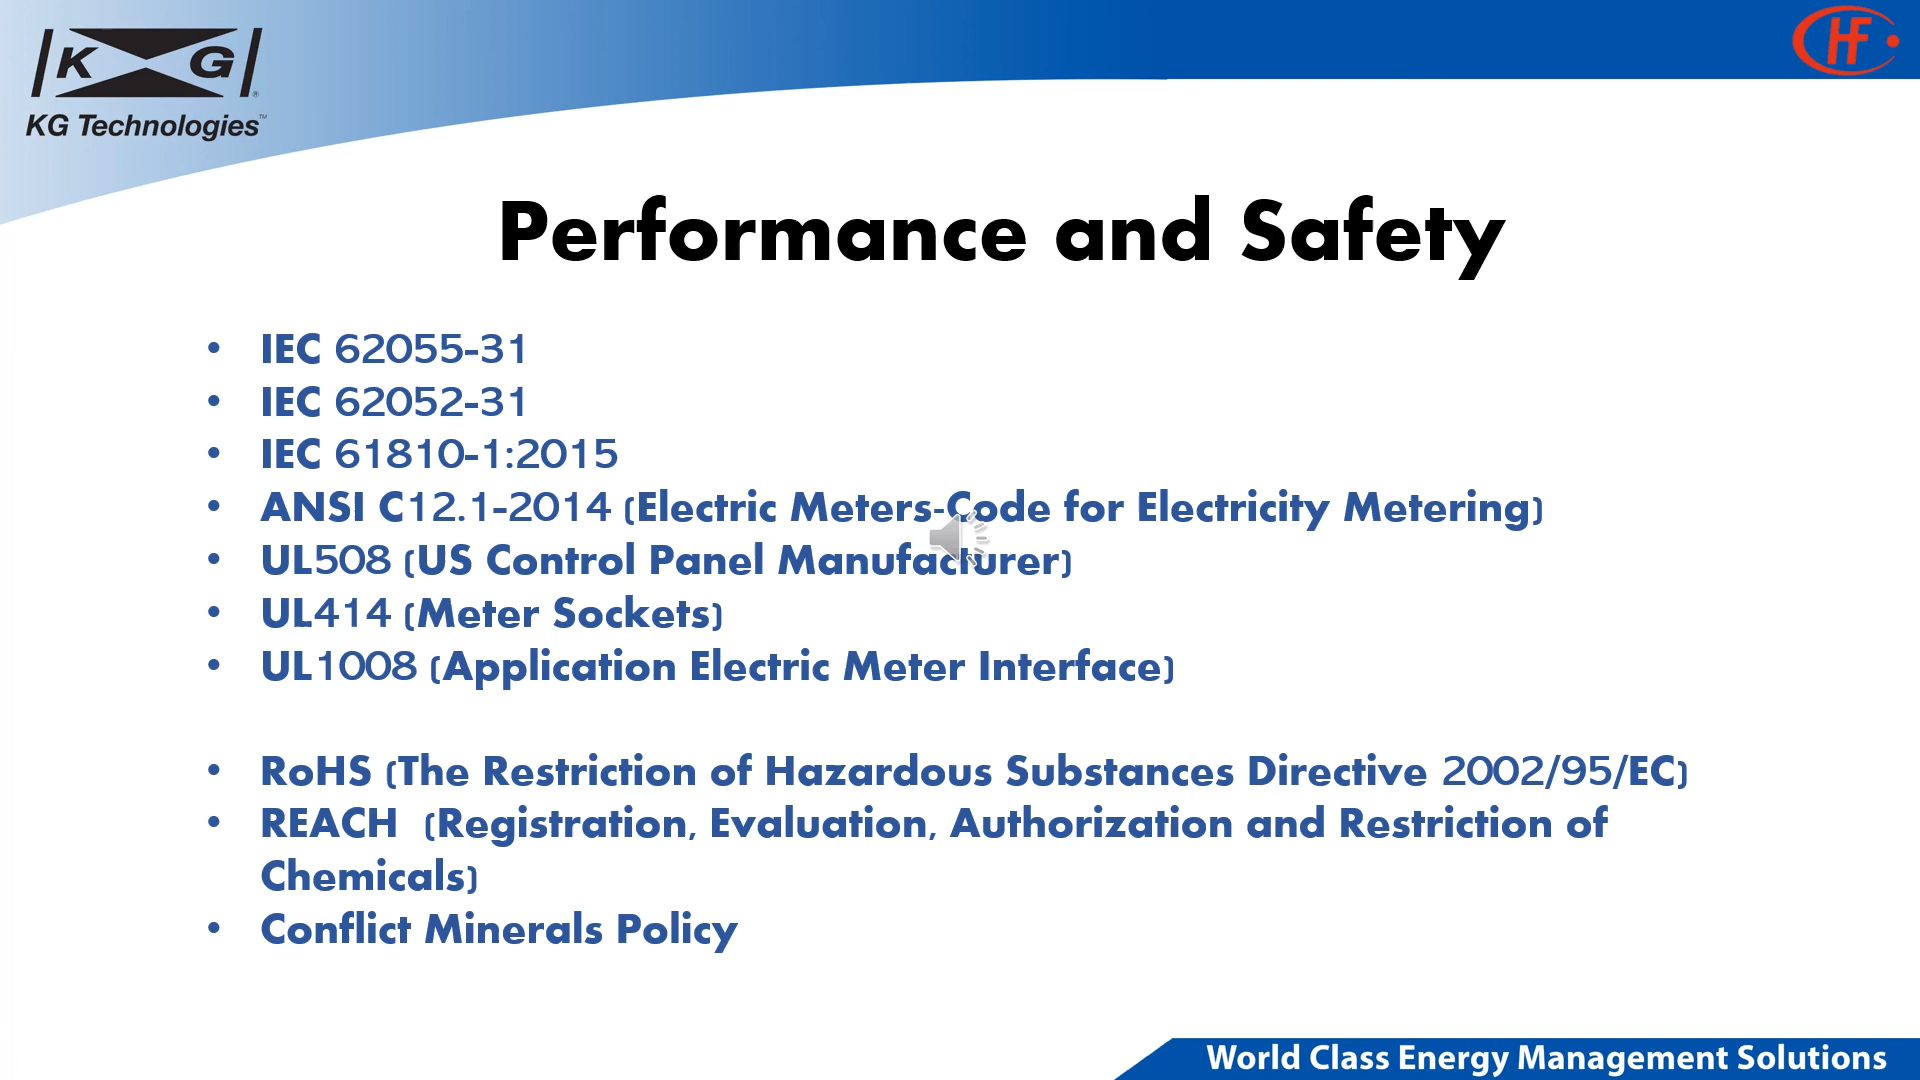 K G
KG Technologies™
HF
Performance and Safety
• IEC 62055-31
• IEC 62052-31
• IEC 61810-1:2015
• ANSI C12.1-2014 (Electric Meters-Code for Electricity Metering)
• UL508 (US Control Panel Manufacturer)
• UL414 (Meter Sockets)
• UL1008 (Application Electric Meter Interface)
• RoHS (The Restriction of Hazardous Substances Directive 2002/95/EC)
• REACH (Registration, Evaluation, Authorization and Restriction of
Chemicals)
• Conflict Minerals Policy
World Class Energy Management Solutions